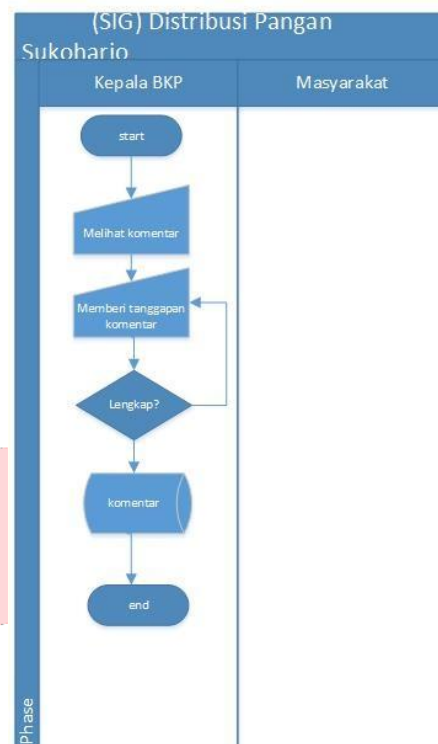 (SIG) Distribusi Pangan
Sukoharjo
Kepala BKP
Masyarakat
start
Melihat komentar
Memberi tanggapan
komentar
Lengkap?
komentar
end
Phase